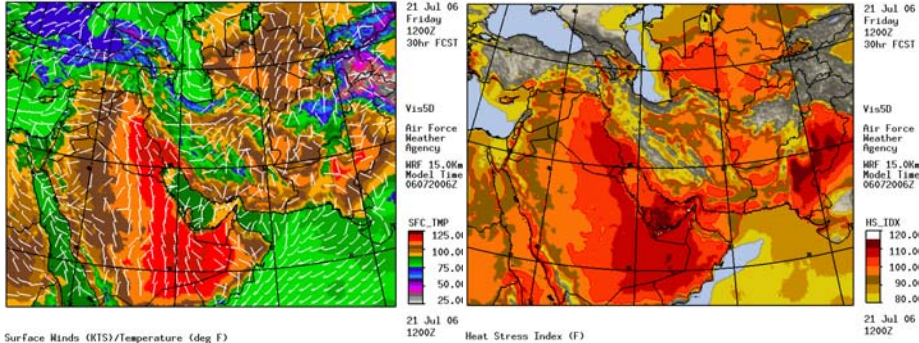 21 Jul 06
Friday
1200Z
30hr FCST
Vis5D
Air Force
Weather
Agency
WRF 15.0Km
Model Time
06072006Z
SFC_TMP
125.0
100.0
75.0
50.0
25.0
21 Jul 06
1200Z
Surface Winds (KTS)/Temperature (deg F)
21 Jul 06
Friday
1200Z
30hr FCST
Vis5D
Air Force
Weather
Agency
WRF 15.0Km
Model Time
06072006Z
HS_IDX
120.0
110.0
100.0
90.0
80.0
21 Jul 06
1200Z
Heat Stress Index (F)